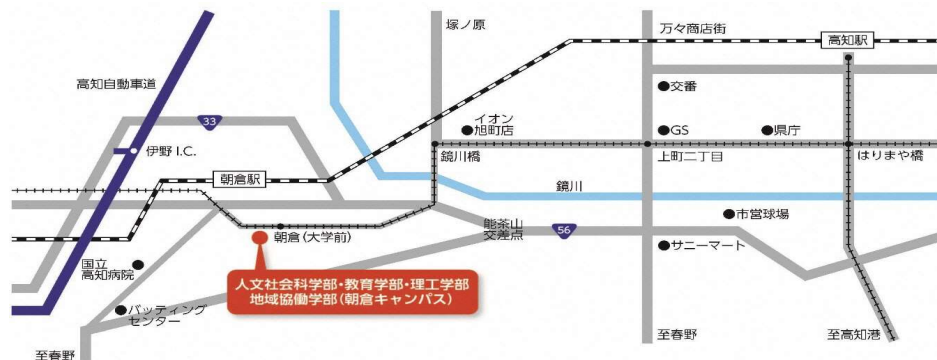 塚ノ原
万々商店街
高知駅
高知自動車道
交番
33
イオン
旭町店
GS
県庁
伊野 I.C.
鏡川橋
上町二丁目
はりまや橋
朝倉駅
鏡川
市営球場
能茶山
交差点
56
朝倉(大学前)
サニーマート
国立
高知病院
人文社会科学部・教育学部・理工学部
地域協働学部(朝倉キャンパス)
バッティング
センター
至春野
至春野
至高知港